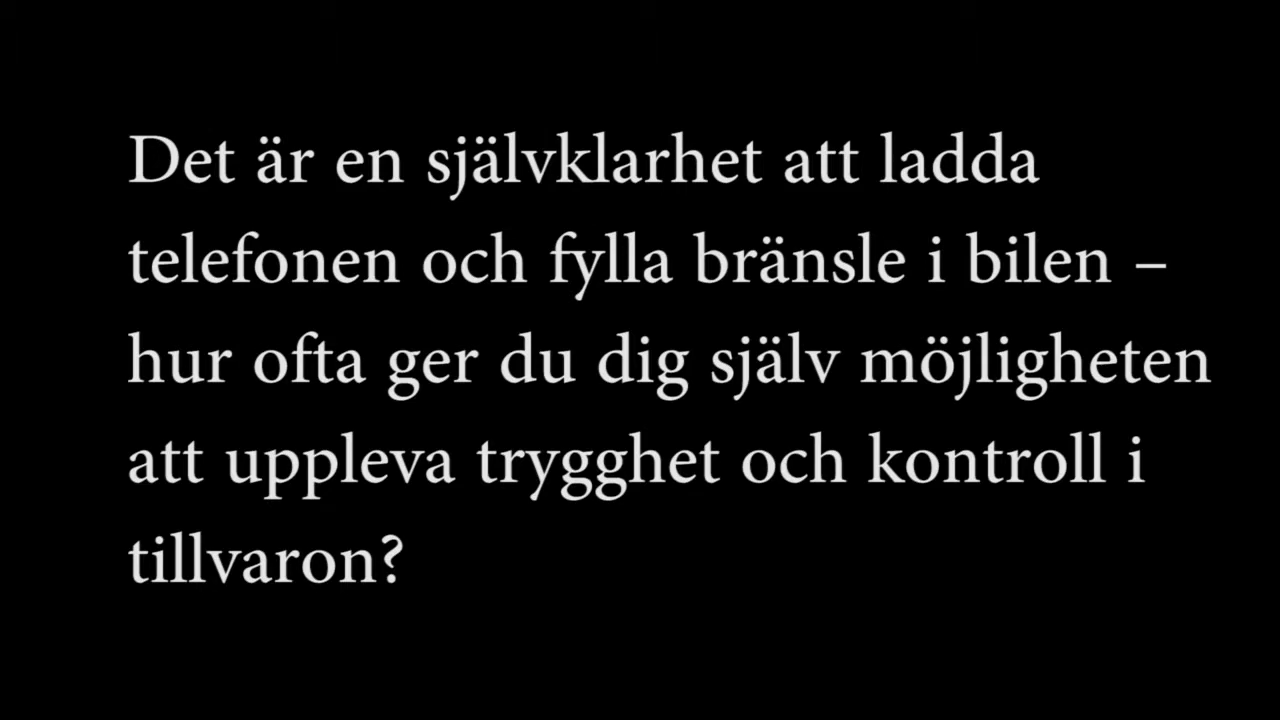 Det är en självklarhet att ladda
telefonen och fylla bränsle i bilen –
hur ofta ger du dig själv möjligheten
att uppleva trygghet och kontroll i
tillvaron?